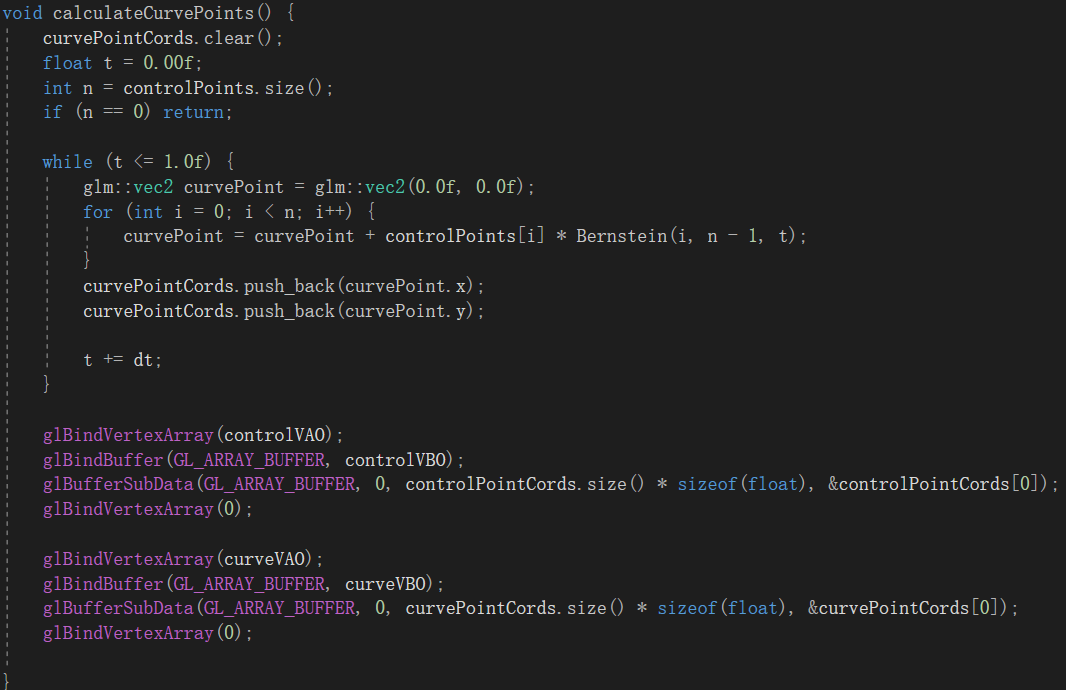 void calculateCurvePoints() {
curvePointCords.clear();
float t = 0.00f;
int n = controlPoints.size();
if (n == 0) return;
while (t <= 1.0f) {
glm::vec2 curvePoint = glm::vec2(0.0f, 0.0f);
for (int i = 0; i < n; i++) {
curvePoint = curvePoint + controlPoints[i] * Bernstein(i, n - 1, t);
}
curvePointCords.push_back(curvePoint.x);
curvePointCords.push_back(curvePoint.y);
t += dt;
}
glBindVertexArray(controlVAO);
glBindBuffer(GL_ARRAY_BUFFER, controlVBO);
glBufferSubData(GL_ARRAY_BUFFER, 0, controlPointCords.size() * sizeof(float), &controlPointCords[0]);
glBindVertexArray(0);
glBindVertexArray(curveVAO);
glBindBuffer(GL_ARRAY_BUFFER, curveVBO);
glBufferSubData(GL_ARRAY_BUFFER, 0, curvePointCords.size() * sizeof(float), &curvePointCords[0]);
glBindVertexArray(0);
}